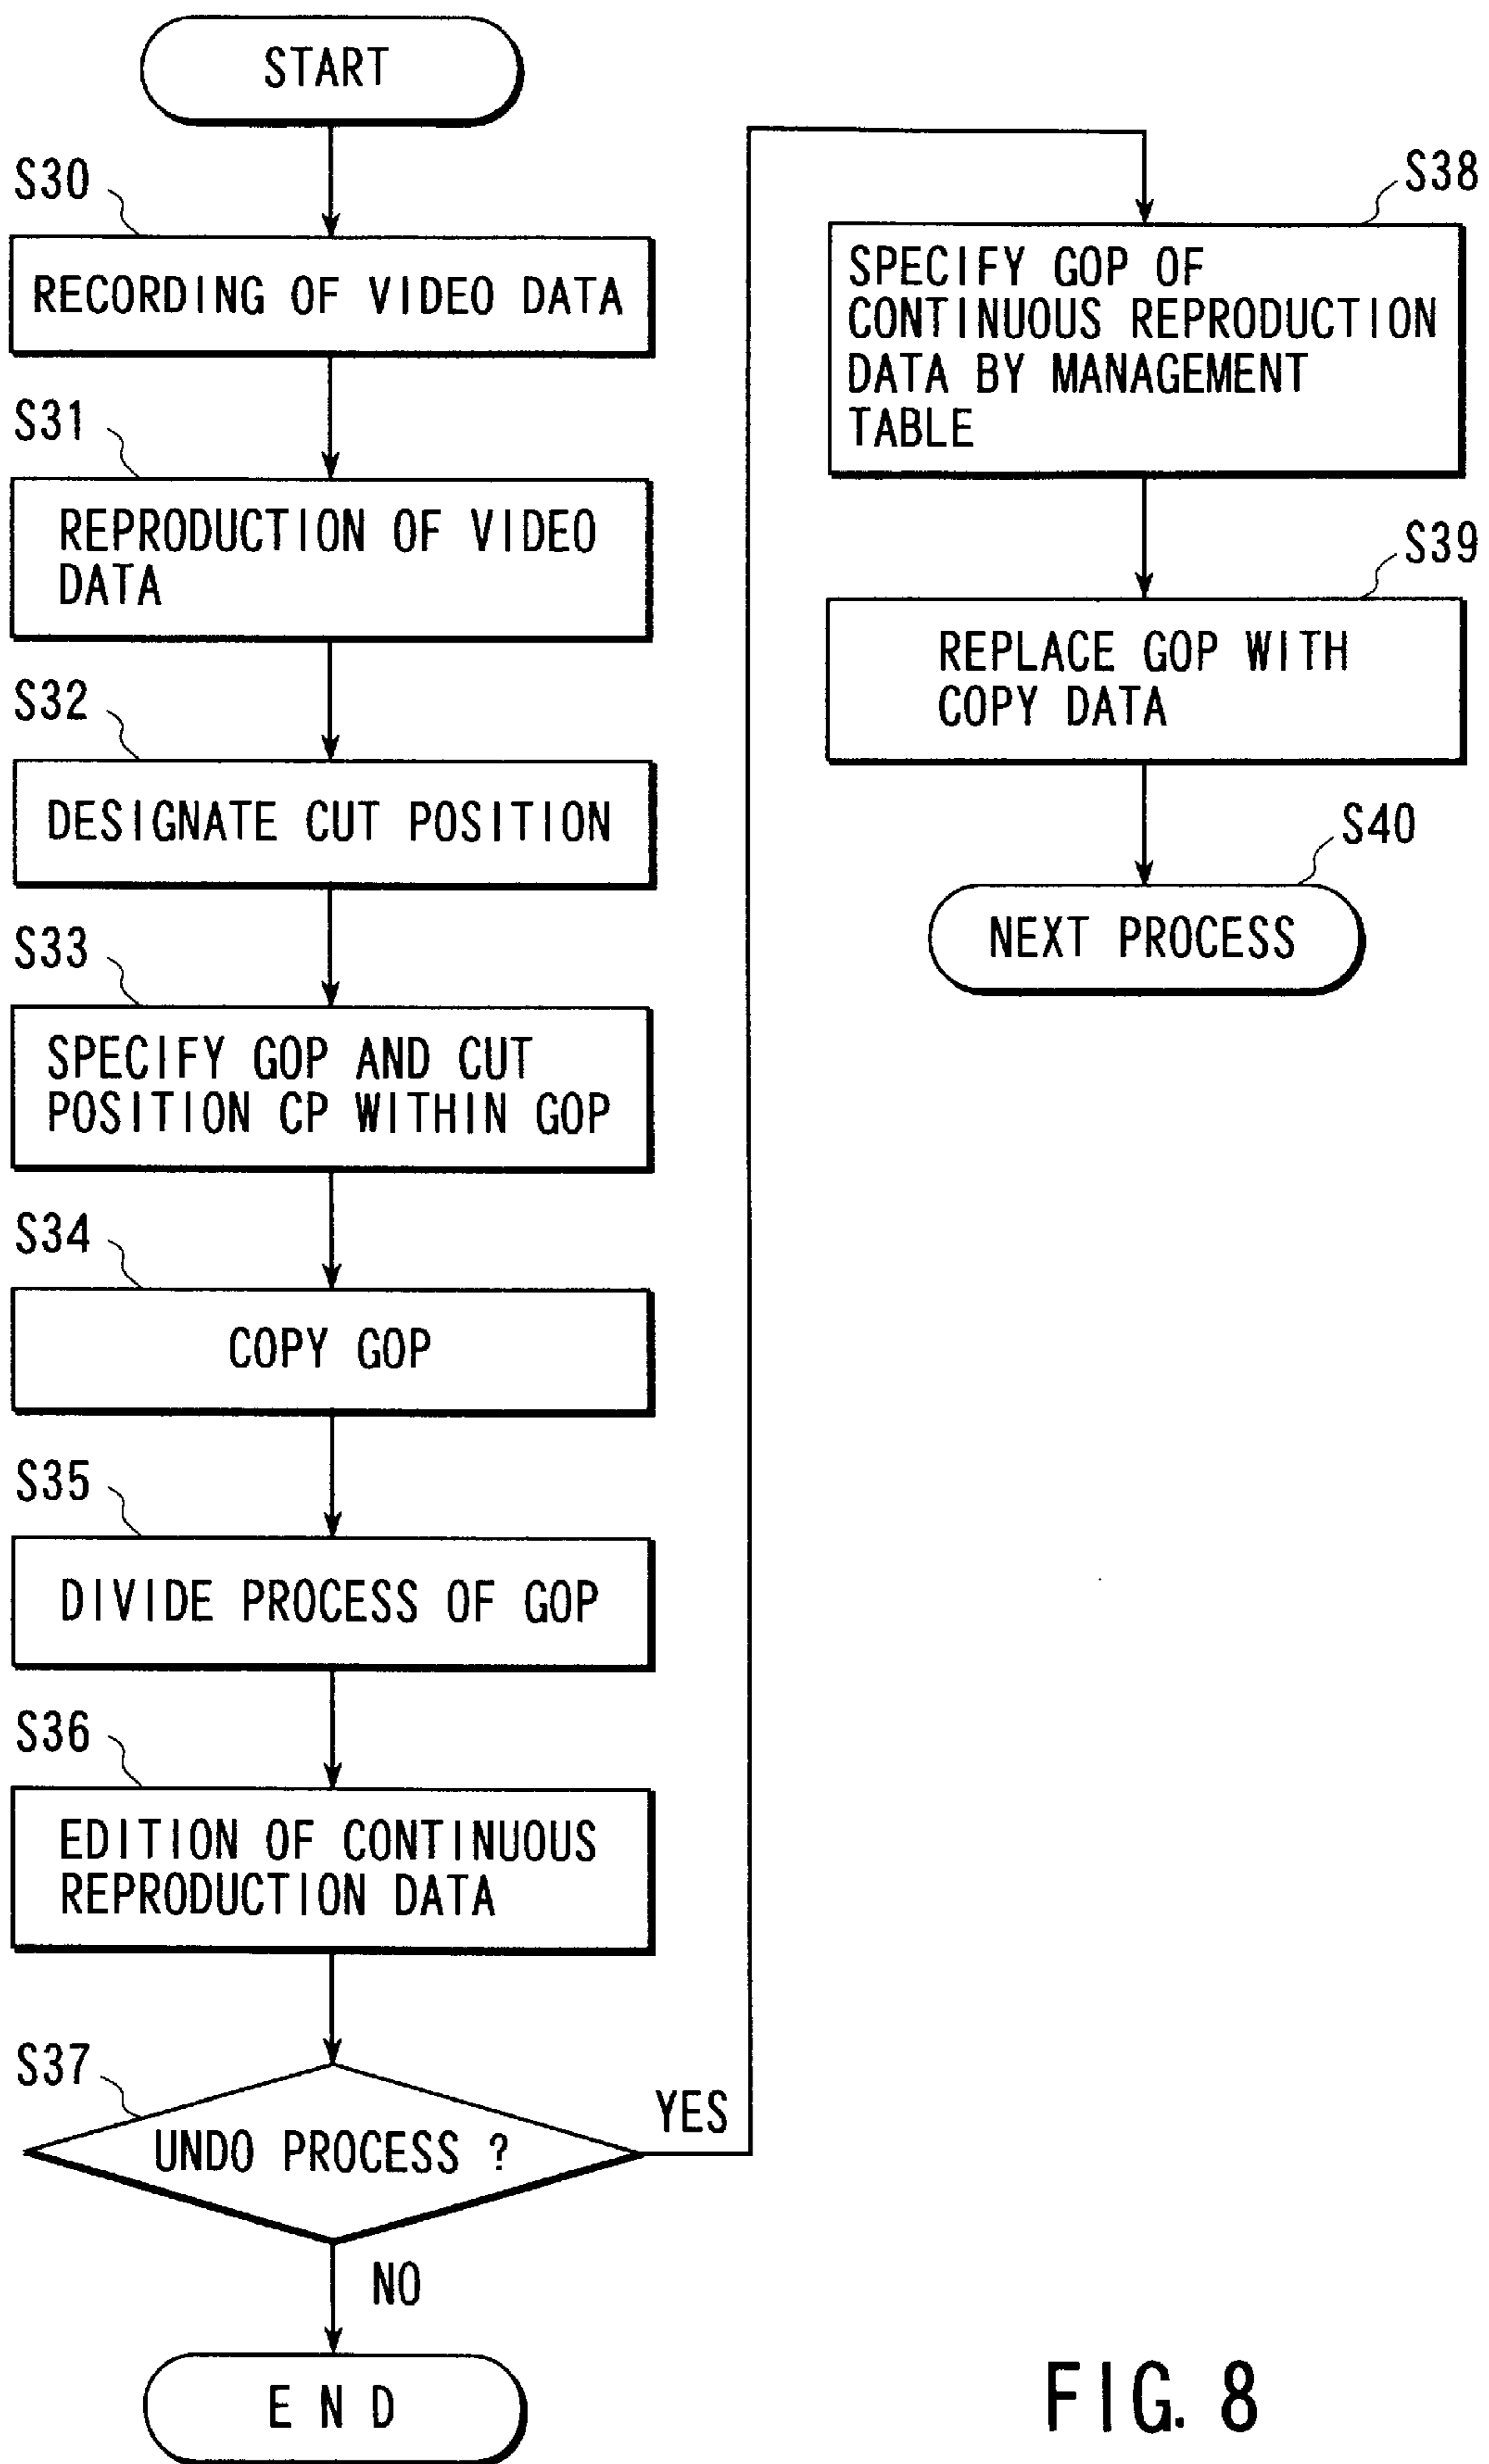 START
S30
RECORDING OF VIDEO DATA
S31
REPRODUCTION OF VIDEO
DATA
S32
DESIGNATE CUT POSITION
S33
SPECIFY GOP AND CUT
POSITION CP WITHIN GOP
S34
COPY GOP
S35
DIVIDE PROCESS OF GOP
S36
EDITION OF CONTINUOUS
REPRODUCTION DATA
S37
UNDO PROCESS ?
YES
NO
END
S38
SPECIFY GOP OF
CONTINUOUS REPRODUCTION
DATA BY MANAGEMENT
TABLE
S39
REPLACE GOP WITH
COPY DATA
S40
NEXT PROCESS
FIG. 8